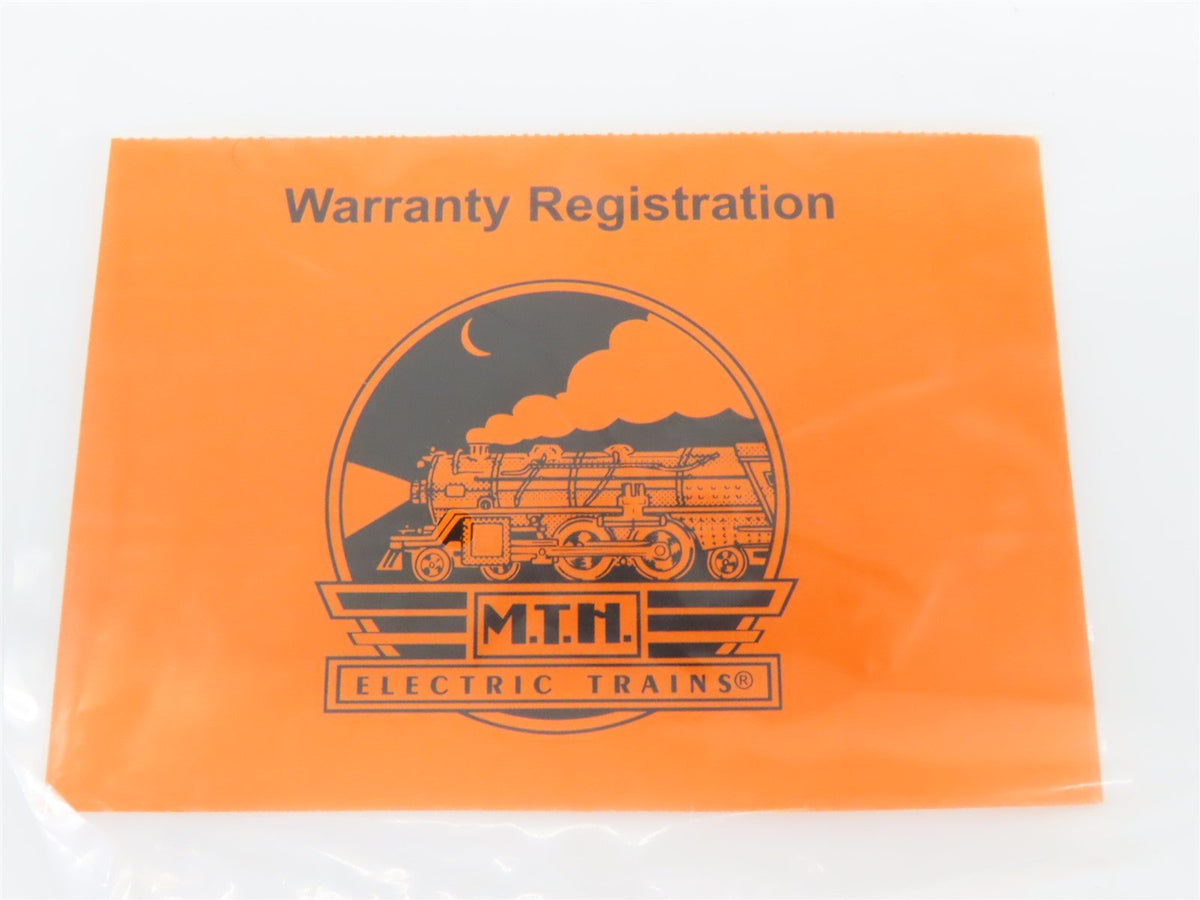 Warranty Registration
M.T.H.
ELECTRIC TRAINS®